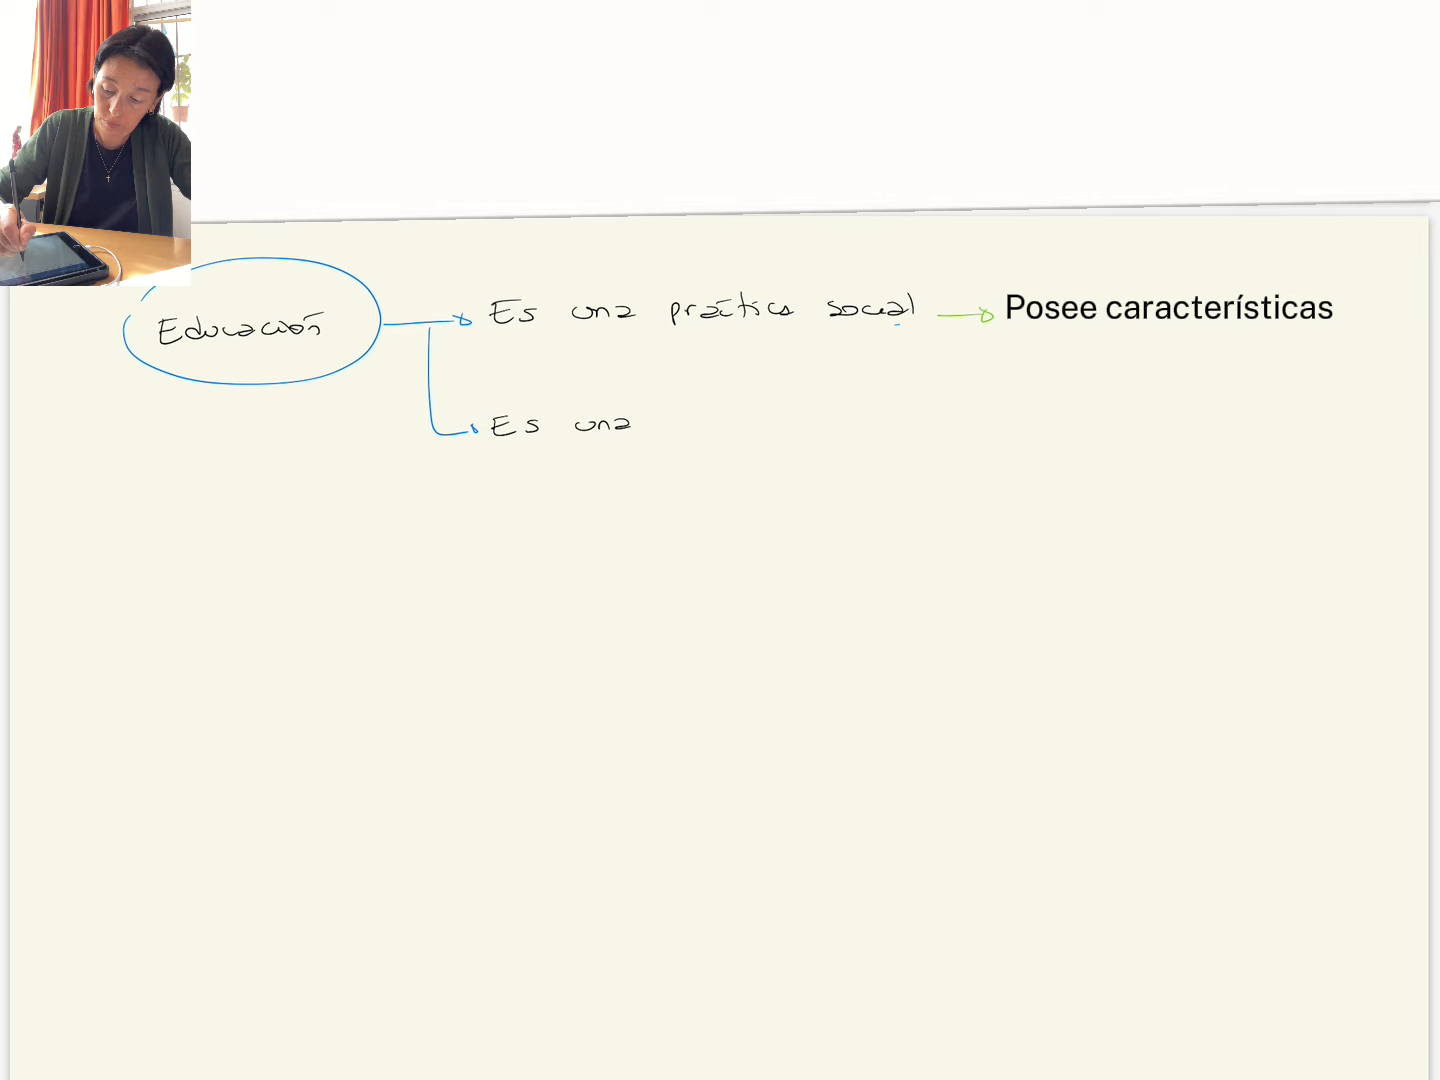 Educación
Es una práctica social
Posee características
Es una